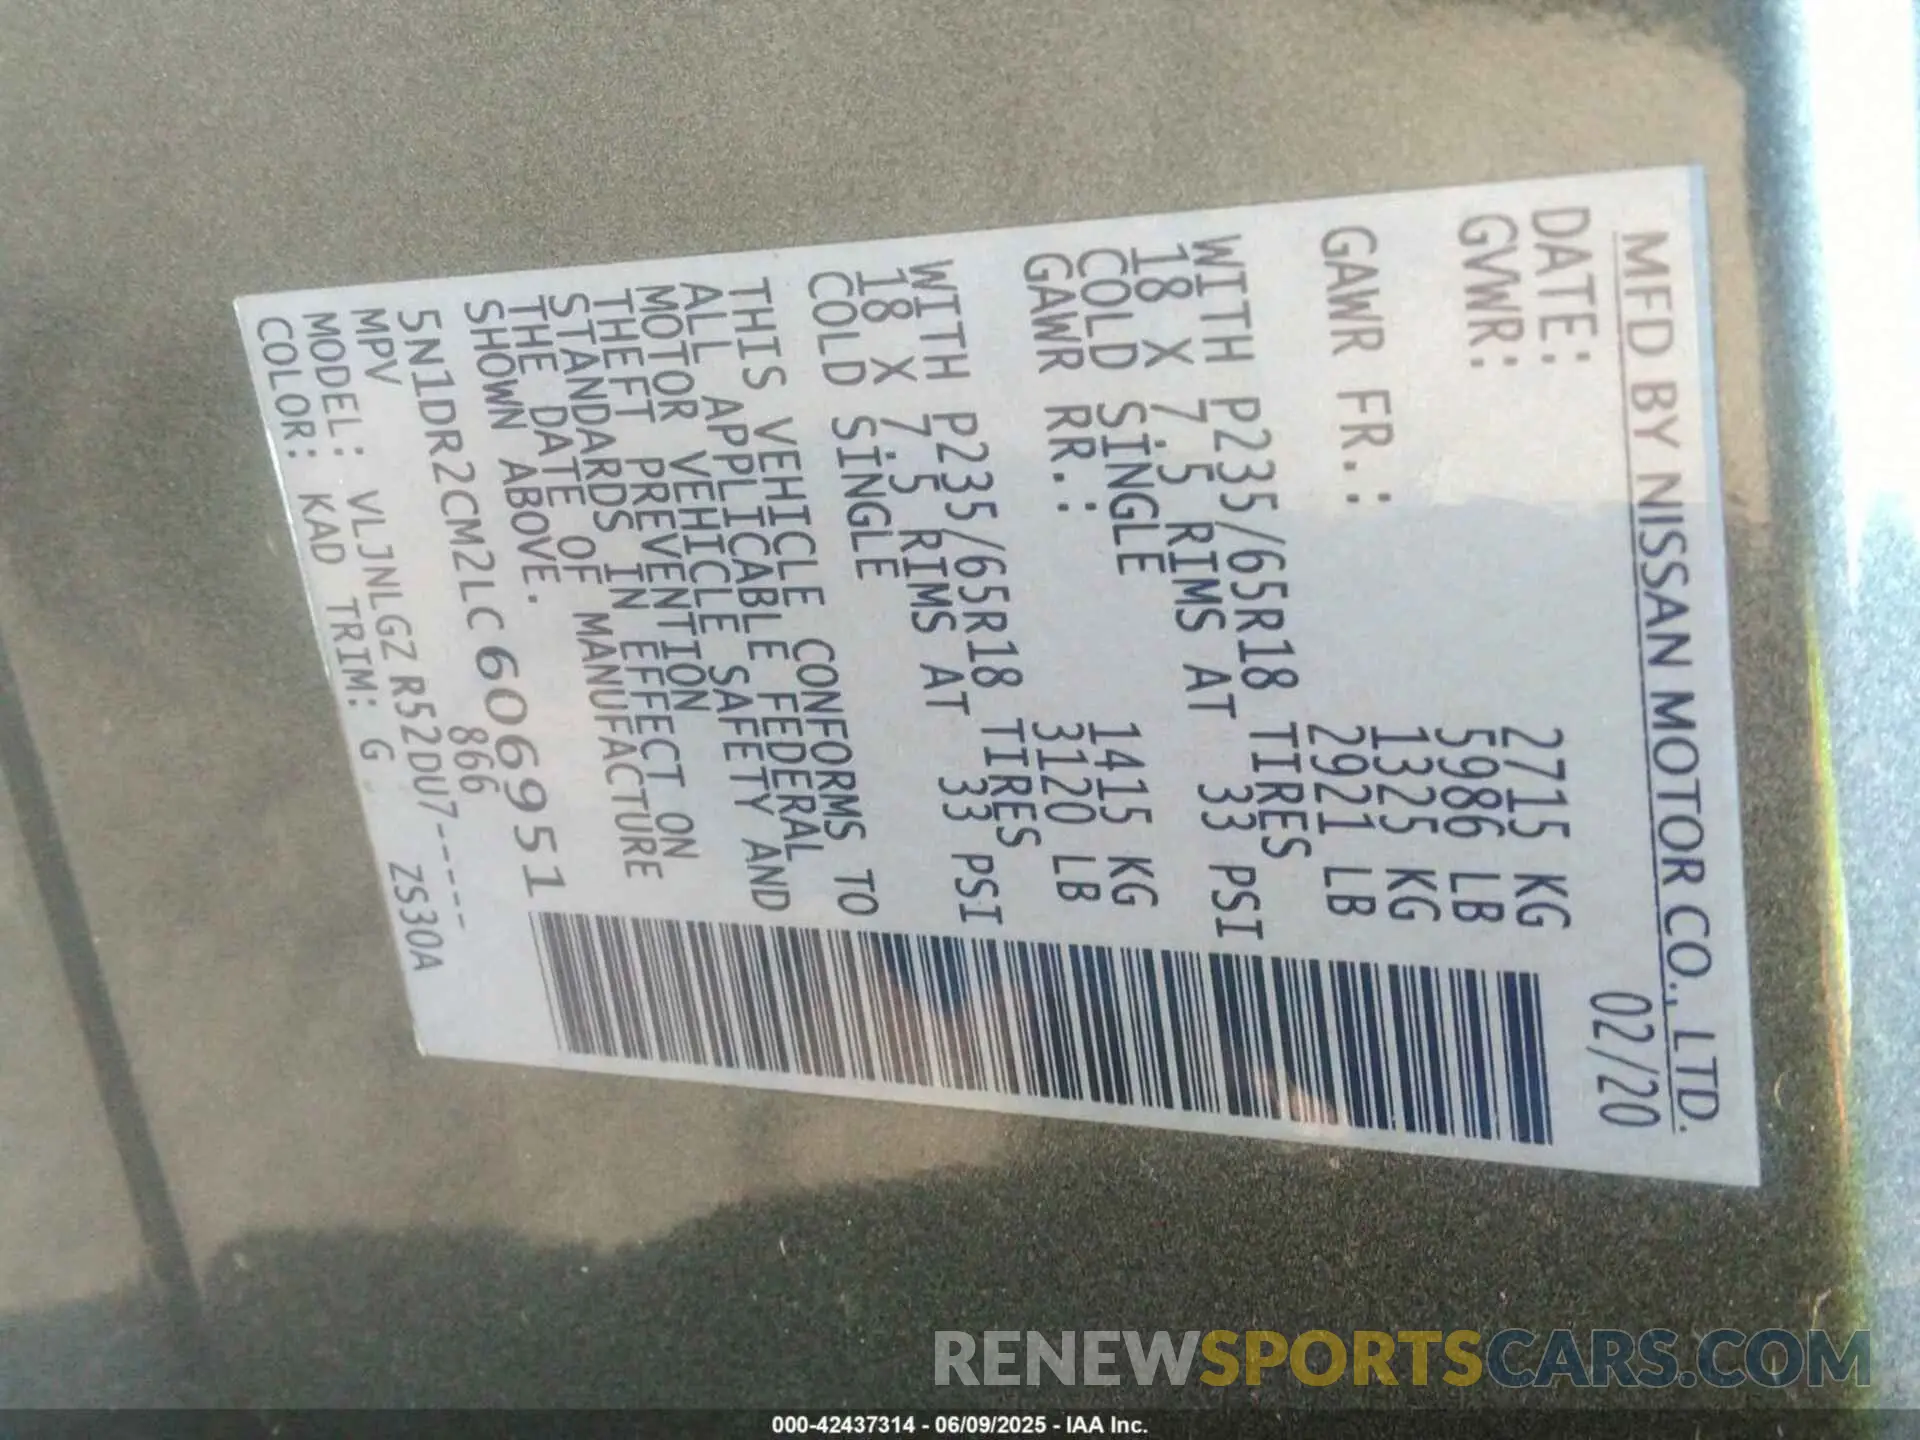 MFD BY NISSAN MOTOR CO., LTD.
DATE: 02/20
GVWR: 2715 KG
5986 LB
1325 KG
GAWR FR.: 2921 LB
WITH P235/65R18 TIRES
18 X 7.5 RIMS AT 33 PSI
COLD SINGLE 1415 KG
GAWR RR.: 3120 LB
WITH P235/65R18 TIRES
18 X 7.5 RIMS AT 33 PSI
COLD SINGLE
THIS VEHICLE CONFORMS TO
ALL APPLICABLE FEDERAL
MOTOR VEHICLE SAFETY AND
THEFT PREVENTION
STANDARDS IN EFFECT ON
THE DATE OF MANUFACTURE
SHOWN ABOVE.
5N1DR2CM2LC606951
MPV 866
MODEL: VLJNLGZ R52DU7-----
COLOR: KAD TRIM: G ZS30A
RENEWSPORTSCARS.COM
000-42437314 - 06/09/2025 - IAA Inc.